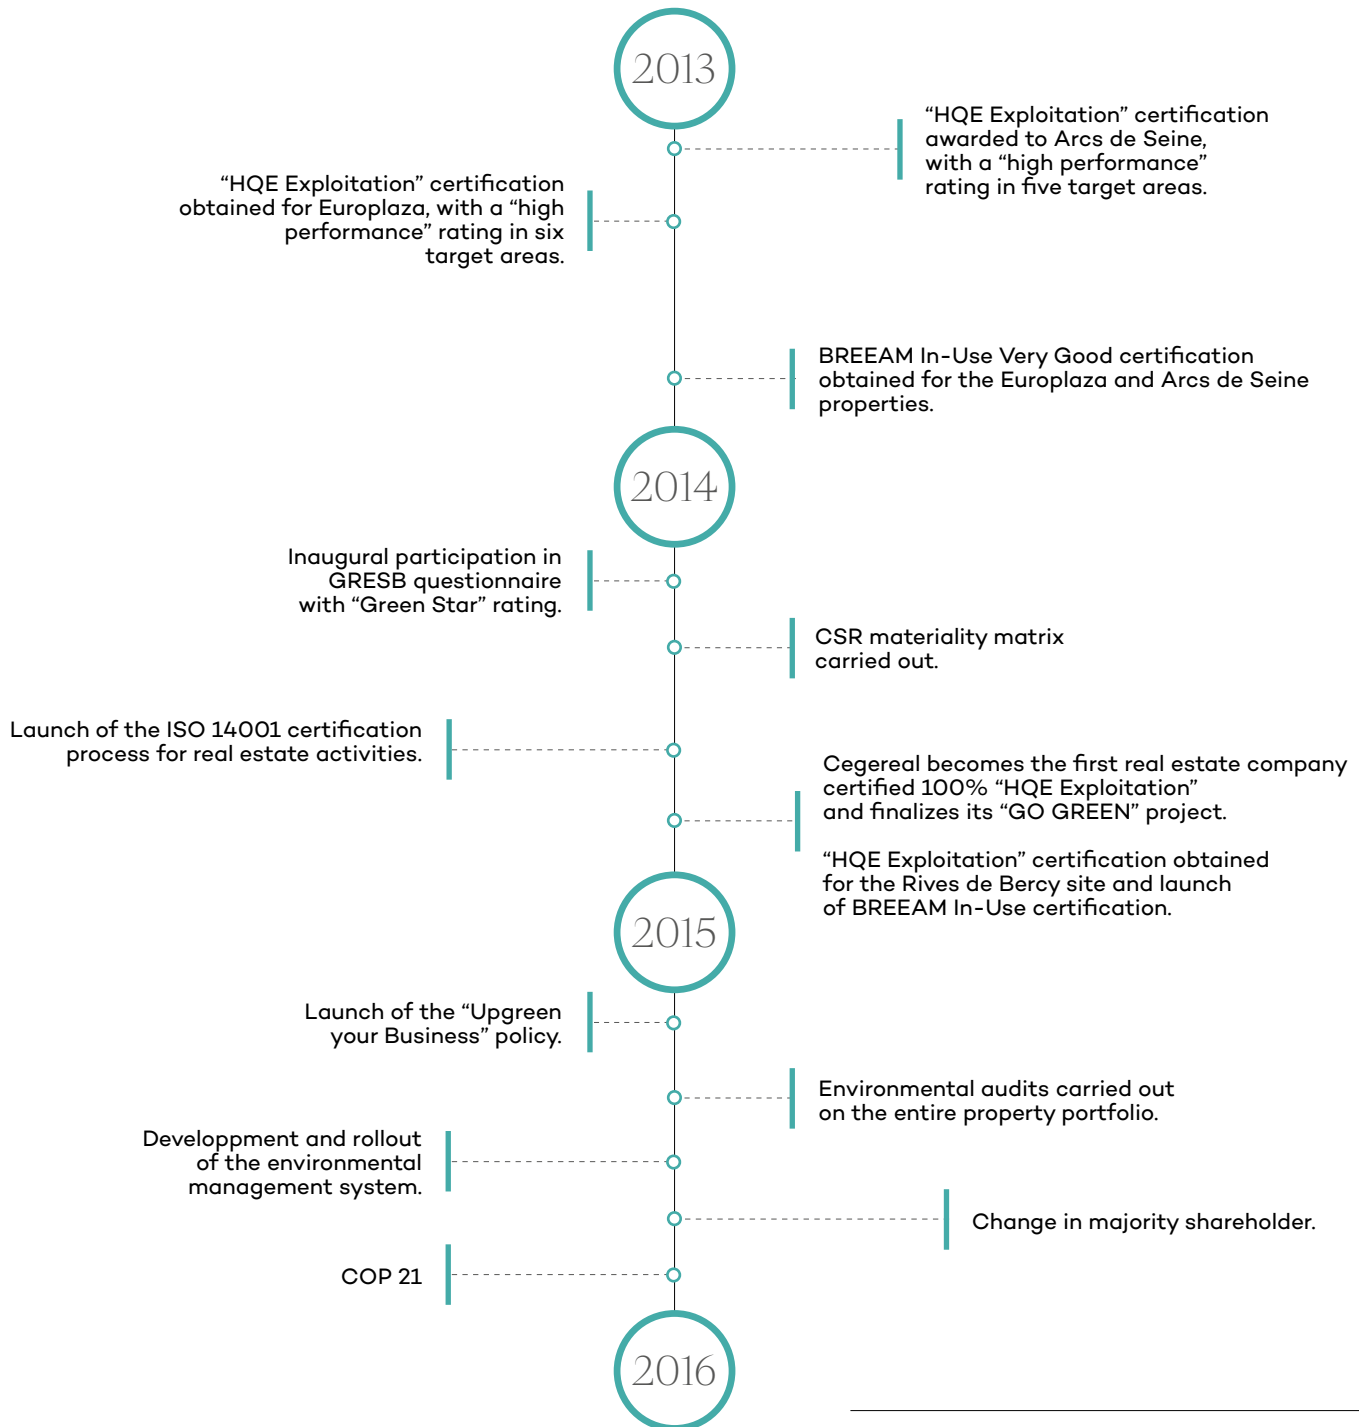 2013
“HQE Exploitation” certification
awarded to Arcs de Seine,
with a “high performance”
rating in five target areas.
“HQE Exploitation” certification
obtained for Europlaza, with a “high
performance” rating in six
target areas.
BREEAM In-Use Very Good certification
obtained for the Europlaza and Arcs de Seine
properties.
2014
Inaugural participation in
GRESB questionnaire
with “Green Star” rating.
CSR materiality matrix
carried out.
Launch of the ISO 14001 certification
process for real estate activities.
Cegereal becomes the first real estate company
certified 100% “HQE Exploitation”
and finalizes its “GO GREEN” project.
“HQE Exploitation” certification obtained
for the Rives de Bercy site and launch
of BREEAM In-Use certification.
2015
Launch of the “Upgreen
your Business” policy.
Environmental audits carried out
on the entire property portfolio.
Developpment and rollout
of the environmental
management system.
Change in majority shareholder.
COP 21
2016